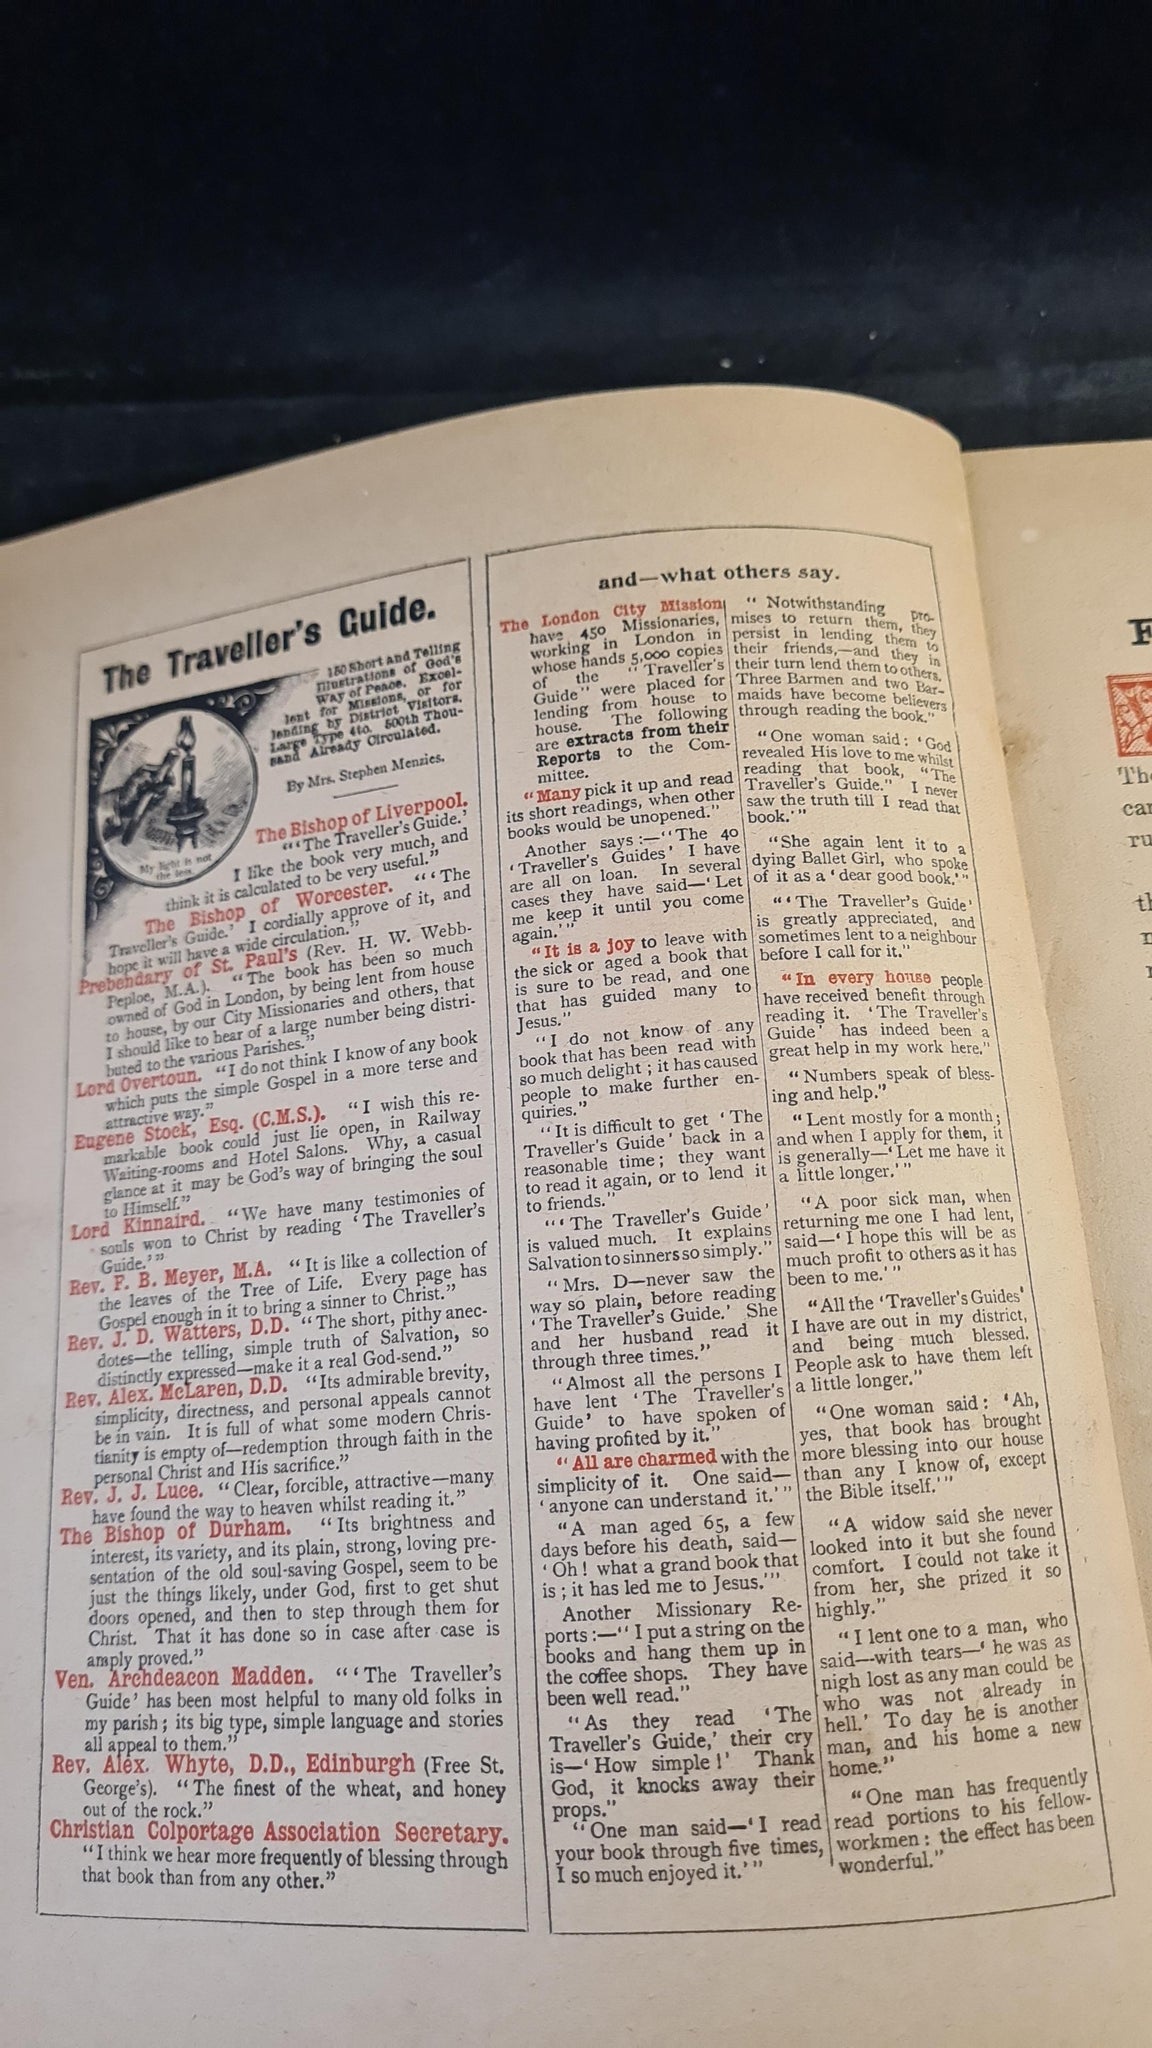 The Traveller's Guide.
150 Short and Telling
Illustrations of God's
Way of Peace. Excel-
lent for Missions, or for
lending by District Visitors.
Large Type 4to. 500th Thou-
sand Already Circulated.
By Mrs. Stephen Menzies.
My light is not
the less.
The Bishop of Liverpool.
"'The Traveller's Guide.'
I like the book very much, and
think it is calculated to be very useful."
The Bishop of Worcester. "'The
Traveller's Guide.' I cordially approve of it, and
hope it will have a wide circulation."
Prebendary of St. Paul's (Rev. H. W. Webb-
Peploe, M.A.). "The book has been so much
owned of God in London, by being lent from house
to house, by our City Missionaries and others, that
I should like to hear of a large number being distri-
buted to the various Parishes."
Lord Overtoun. "I do not think I know of any book
which puts the simple Gospel in a more terse and
attractive way."
Eugene Stock, Esq. (C.M.S.). "I wish this re-
markable book could just lie open, in Railway
Waiting-rooms and Hotel Salons. Why, a casual
glance at it may be God's way of bringing the soul
to Himself."
Lord Kinnaird. "We have many testimonies of
souls won to Christ by reading 'The Traveller's
Guide.'"
Rev. F. B. Meyer, M.A. "It is like a collection of
the leaves of the Tree of Life. Every page has
Gospel enough in it to bring a sinner to Christ."
Rev. J. D. Watters, D.D. "The short, pithy anec-
dotes—the telling, simple truth of Salvation, so
distinctly expressed—make it a real God-send."
Rev. Alex. McLaren, D.D. "Its admirable brevity,
simplicity, directness, and personal appeals cannot
be in vain. It is full of what some modern Chris-
tianity is empty of—redemption through faith in the
personal Christ and His sacrifice."
Rev. J. J. Luce. "Clear, forcible, attractive—many
have found the way to heaven whilst reading it."
The Bishop of Durham. "Its brightness and
interest, its variety, and its plain, strong, loving pre-
sentation of the old soul-saving Gospel, seem to be
just the things likely, under God, first to get shut
doors opened, and then to step through them for
Christ. That it has done so in case after case is
amply proved."
Ven. Archdeacon Madden. "'The Traveller's
Guide' has been most helpful to many old folks in
my parish; its big type, simple language and stories
all appeal to them."
Rev. Alex. Whyte, D.D., Edinburgh (Free St.
George's). "The finest of the wheat, and honey
out of the rock."
Christian Colportage Association Secretary.
"I think we hear more frequently of blessing through
that book than from any other."
and—what others say.
The London City Mission
have 450 Missionaries,
working in London in
whose hands 5,000 copies
of the "Traveller's
Guide" were placed for
lending from house to
house. The following
are extracts from their
Reports to the Com-
mittee.
"Many pick it up and read
its short readings, when other
books would be unopened."
Another says:—"The 40
'Traveller's Guides' I have
are all on loan. In several
cases they have said—'Let
me keep it until you come
again.'"
"It is a joy to leave with
the sick or aged a book that
is sure to be read, and one
that has guided many to
Jesus."
"I do not know of any
book that has been read with
so much delight; it has caused
people to make further en-
quiries."
"It is difficult to get 'The
Traveller's Guide' back in a
reasonable time; they want
to read it again, or to lend it
to friends."
"'The Traveller's Guide'
is valued much. It explains
Salvation to sinners so simply."
"Mrs. D—never saw the
way so plain, before reading
'The Traveller's Guide.' She
and her husband read it
through three times."
"Almost all the persons I
have lent 'The Traveller's
Guide' to have spoken of
having profited by it."
"All are charmed with the
simplicity of it. One said—
'anyone can understand it.'"
"A man aged 65, a few
days before his death, said—
'Oh! what a grand book that
is; it has led me to Jesus.'"
Another Missionary Re-
ports:—"I put a string on the
books and hang them up in
the coffee shops. They have
been well read."
"As they read 'The
Traveller's Guide,' their cry
is—'How simple!' Thank
God, it knocks away their
props."
"One man said—'I read
your book through five times,
I so much enjoyed it.'"
"Notwithstanding pro-
mises to return them, they
persist in lending them to
their friends,—and they in
their turn lend them to others.
Three Barmen and two Bar-
maids have become believers
through reading the book."
"One woman said: 'God
revealed His love to me whilst
reading that book, "The
Traveller's Guide." I never
saw the truth till I read that
book.'"
"She again lent it to a
dying Ballet Girl, who spoke
of it as a 'dear good book.'"
"'The Traveller's Guide'
is greatly appreciated, and
sometimes lent to a neighbour
before I call for it."
"In every house people
have received benefit through
reading it. 'The Traveller's
Guide' has indeed been a
great help in my work here."
"Numbers speak of bless-
ing and help."
"Lent mostly for a month;
and when I apply for them, it
is generally—'Let me have it
a little longer.'"
"A poor sick man, when
returning me one I had lent,
said—'I hope this will be as
much profit to others as it has
been to me.'"
"All the 'Traveller's Guides'
I have are out in my district,
and being much blessed.
People ask to have them left
a little longer."
"One woman said: 'Ah,
yes, that book has brought
more blessing into our house
than any I know of, except
the Bible itself.'"
"A widow said she never
looked into it but she found
comfort. I could not take it
from her, she prized it so
highly."
"I lent one to a man, who
said—with tears—'he was as
nigh lost as any man could be
who was not already in
hell.' To day he is another
man, and his home a new
home."
"One man has frequently
read portions to his fellow-
workmen: the effect has been
wonderful."